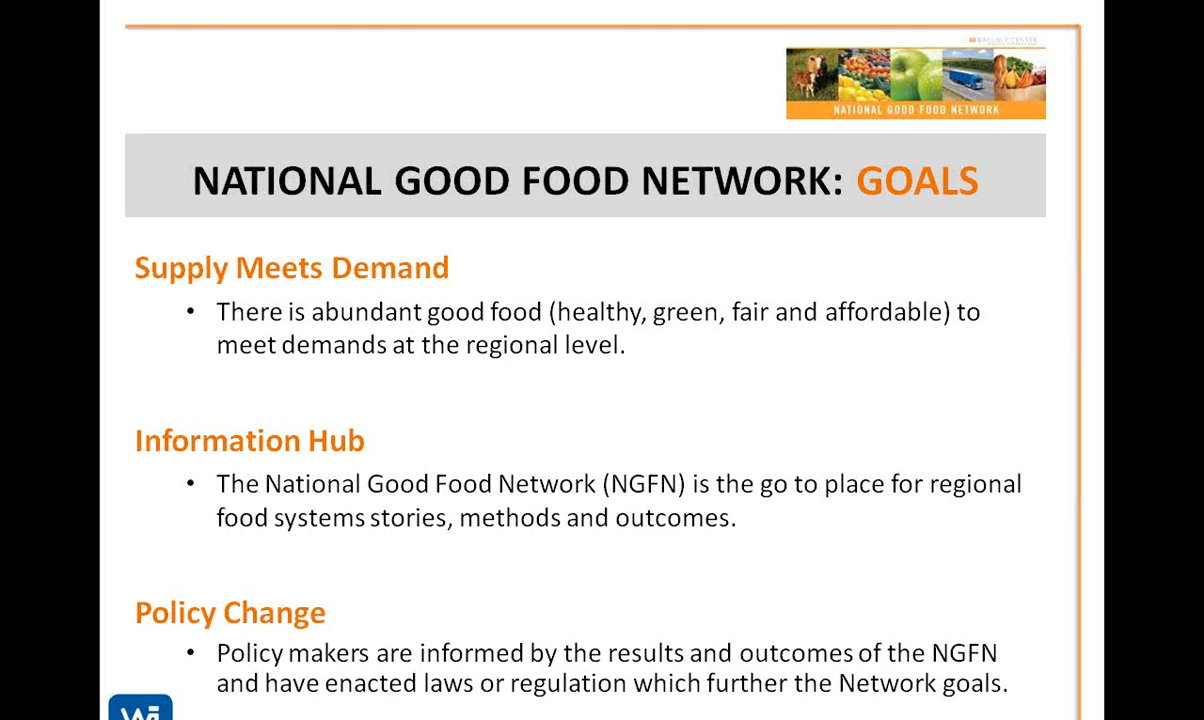 WALLACE CENTER
NATIONAL GOOD FOOD NETWORK
NATIONAL GOOD FOOD NETWORK: GOALS
Supply Meets Demand
• There is abundant good food (healthy, green, fair and affordable) to
meet demands at the regional level.
Information Hub
• The National Good Food Network (NGFN) is the go to place for regional
food systems stories, methods and outcomes.
Policy Change
• Policy makers are informed by the results and outcomes of the NGFN
and have enacted laws or regulation which further the Network goals.